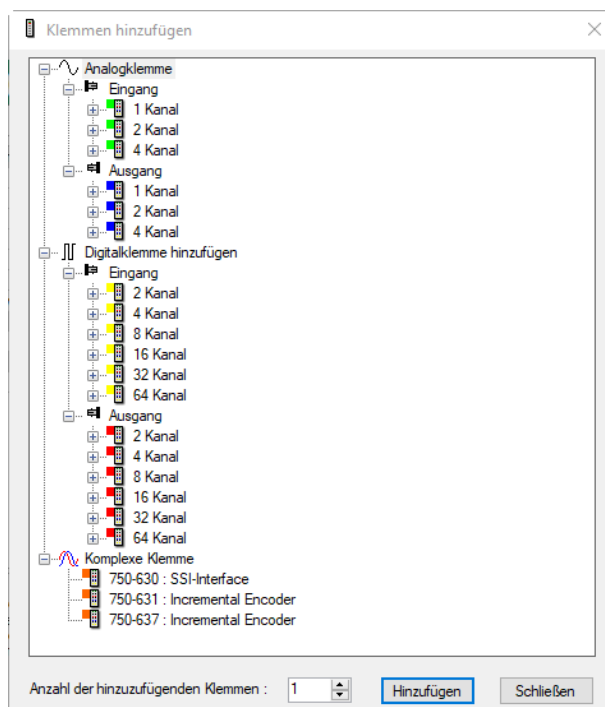 Klemmen hinzufügen
Analogklemme
Eingang
1 Kanal
2 Kanal
4 Kanal
Ausgang
1 Kanal
2 Kanal
4 Kanal
Digitalklemme hinzufügen
Eingang
2 Kanal
4 Kanal
8 Kanal
16 Kanal
32 Kanal
64 Kanal
Ausgang
2 Kanal
4 Kanal
8 Kanal
16 Kanal
32 Kanal
64 Kanal
Komplexe Klemme
750-630 : SSI-Interface
750-631 : Incremental Encoder
750-637 : Incremental Encoder
Anzahl der hinzuzufügenden Klemmen : 1 Hinzufügen Schließen